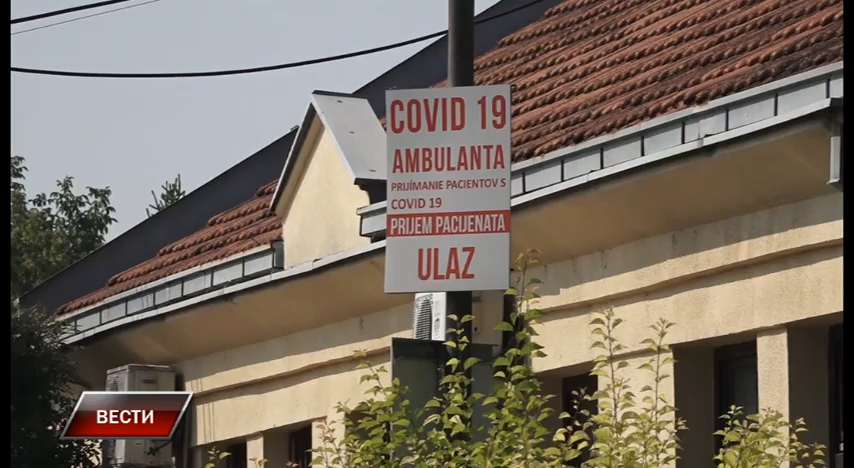 COVID 19
AMBULANTA
PRIJÍMANIE PACIENTOV S
COVID 19
PRIJEM PACIJENATA
ULAZ
ВЕСТИ